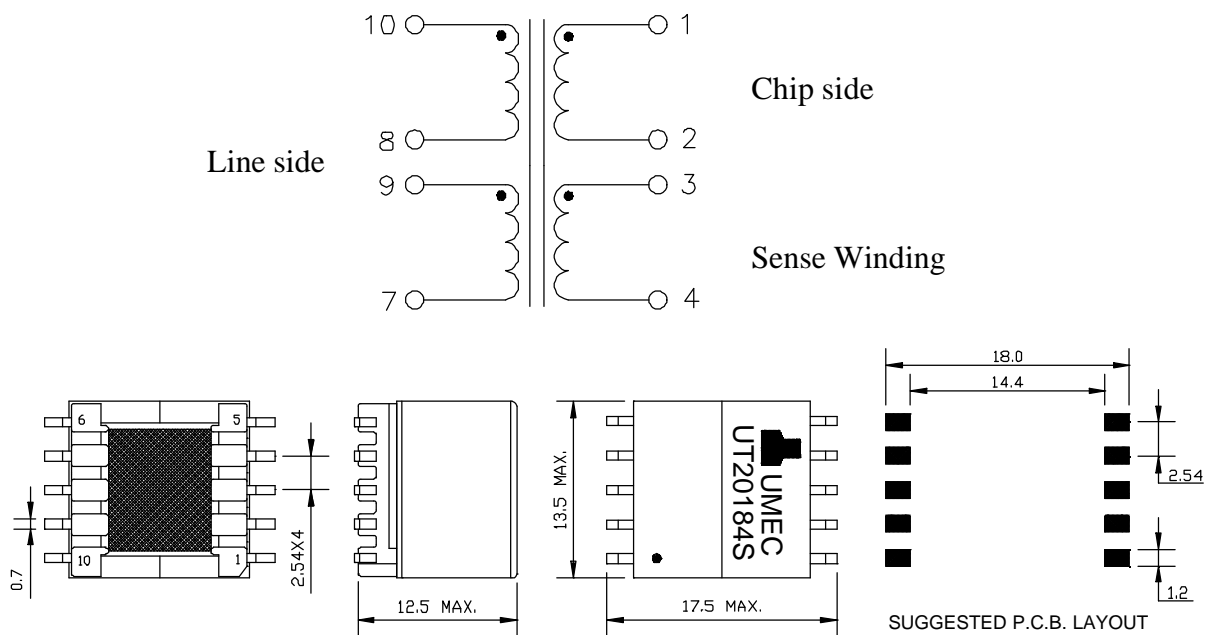 10
1
Chip side
8
2
Line side
9
3
Sense Winding
7
4
6
5
10
1
0.7
2.54X4
12.5 MAX.
13.5 MAX.
UMEC
UT20184S
17.5 MAX.
18.0
14.4
2.54
1.2
SUGGESTED P.C.B. LAYOUT